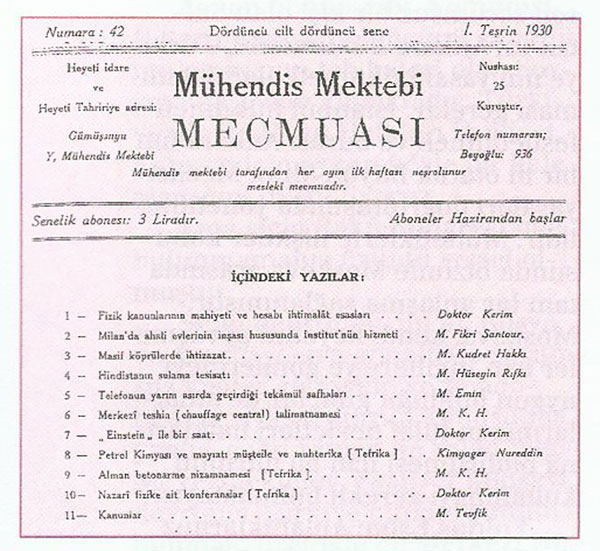 Numara : 42 Dördüncü cilt dördüncü sene İ. Teşrin 1930
Heyeti idare
ve
Heyeti Tahririye adresi:
Gümüşsuyu
Y, Mühendis Mektebi
Mühendis Mektebi
MECMUASI
Nushası:
25
Kuruştur,
Telefon numarası;
Beyoğlu: 936
Mühendis mektebi tarafından her ayın ilk haftası neşrolunur
meslekî mecmuadır.
Senelik abonesi: 3 Liradır. Aboneler Hazirandan başlar
İÇİNDEKİ YAZILAR:
1 — Fizik kanunlarının mahiyeti ve hesabı ihtimalât esasları . . . . Doktor Kerim
2 — Milan'da ahali evlerinin inşası hususunda Institut'nün hizmeti . . M. Fikri Santour.
3 — Masif köprülerde ihtizazat. . . . . . . . . . . . . . . . M. Kudret Hakkı
4 — Hindistanın sulama tesisatı . . . . . . . . . . . . . . . M. Hüseyin Rıfkı
5 — Telefonun yarım asırda geçirdiği tekâmül safhaları . . . . . . M. Emin
6 — Merkezî teshin (chauffage central) talimatnamesi . . . . . . M. K. H.
7 — „Einstein„ ile bir saat. . . . . . . . . . . . . . . . . Doktor Kerim
8 — Petrol Kimyası ve mayıatı müşteile ve muhterika [ Tefrika ] . . . Kimyager Nureddin
9 — Alman betonarme nizamnamesi [Tefrika ]. . . . . . . . . . M. K. H.
10— Nazarî fizike ait konferanslar [ Tefrika ] . . . . . . . . . Doktor Kerim
11— Kanunlar . . . . . . . . . . . . . . . . . . . . M. Tevfik